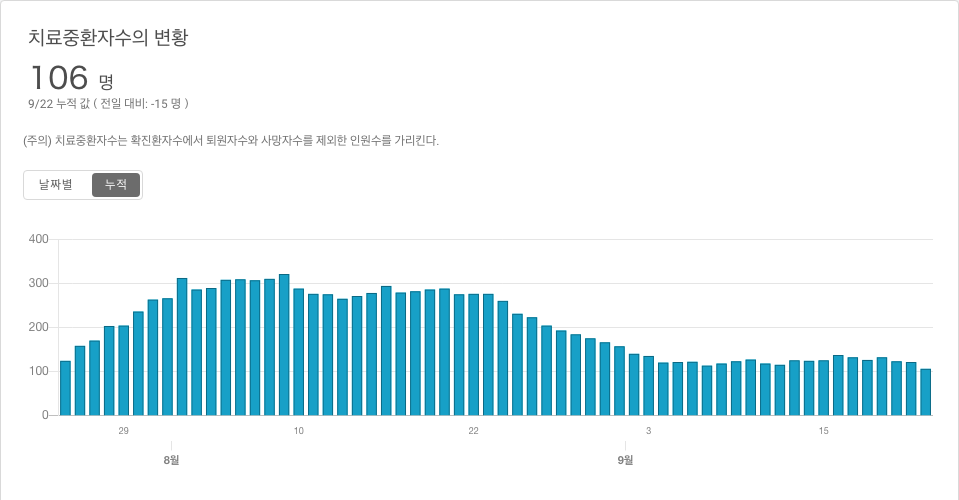 치료중환자수의 변황
106 명
9/22 누적 값 ( 전일 대비: -15 명 )
(주의) 치료중환자수는 확진환자수에서 퇴원자수와 사망자수를 제외한 인원수를 가리킨다.
날짜별 누적
400
300
200
100
0
29 10 22 3 15
8월 9월